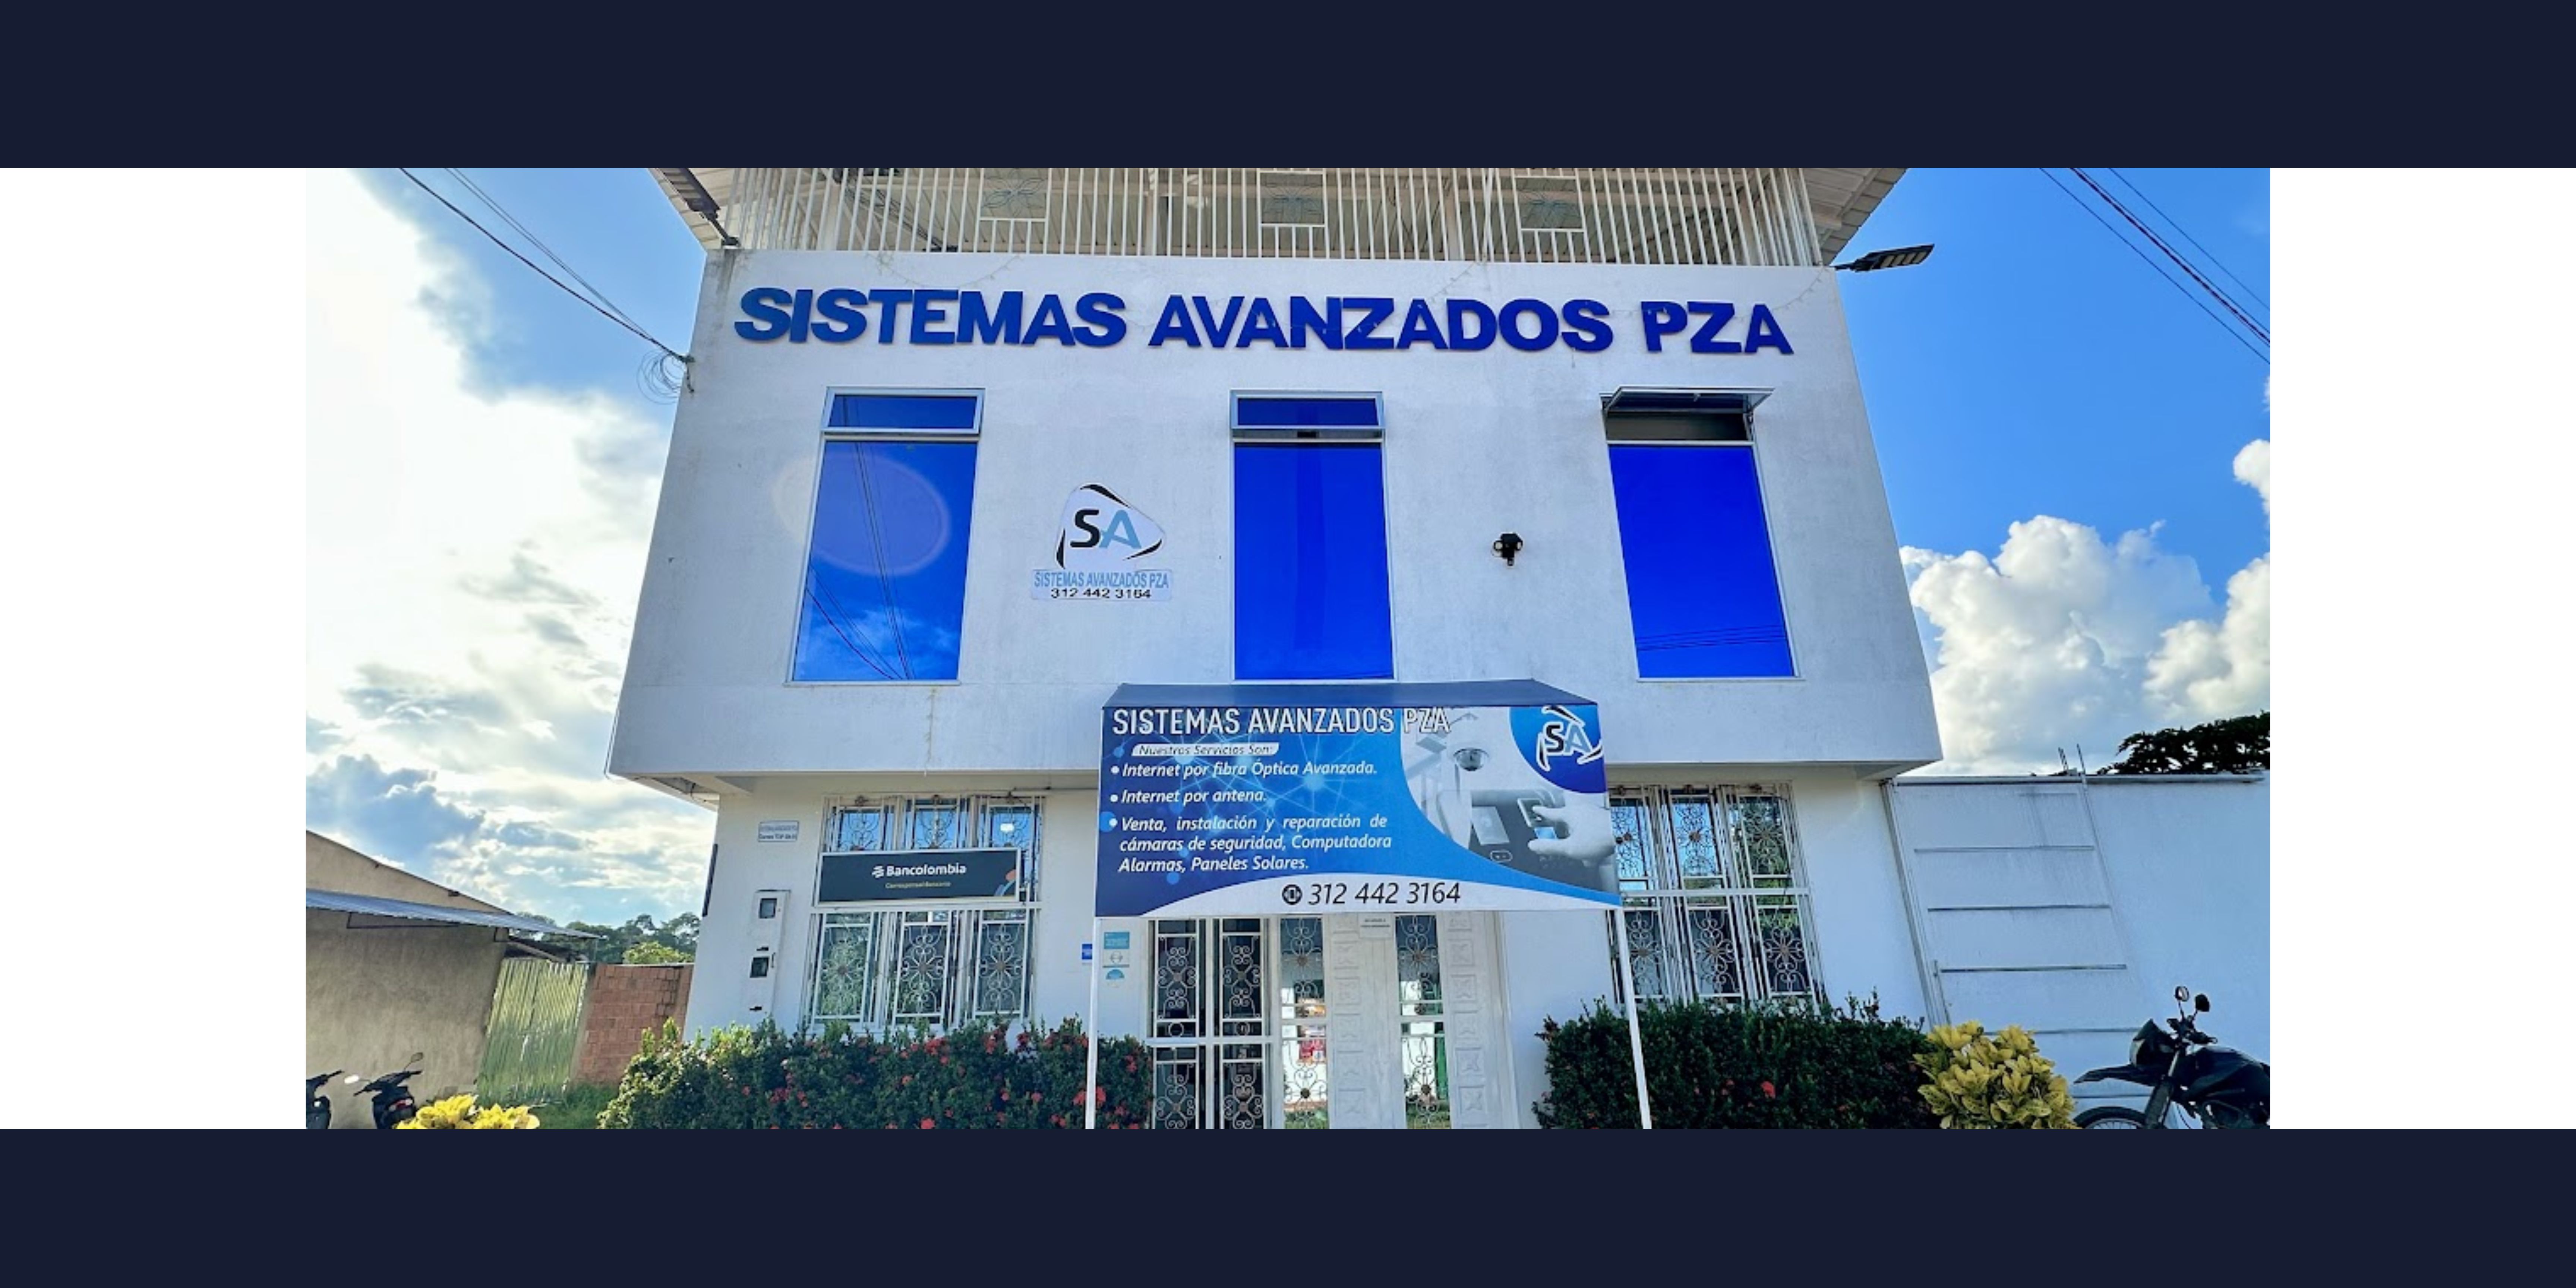 SISTEMAS AVANZADOS PZA
SA
SISTEMAS AVANZADOS PZA
312 442 3164
SISTEMAS AVANZADOS PZA
SA
Nuestros Servicios Son:
• Internet por fibra Óptica Avanzada.
• Internet por antena.
• Venta, instalación y reparación de
cámaras de seguridad, Computadora
Alarmas, Paneles Solares.
312 442 3164
Bancolombia
Corresponsal Bancario